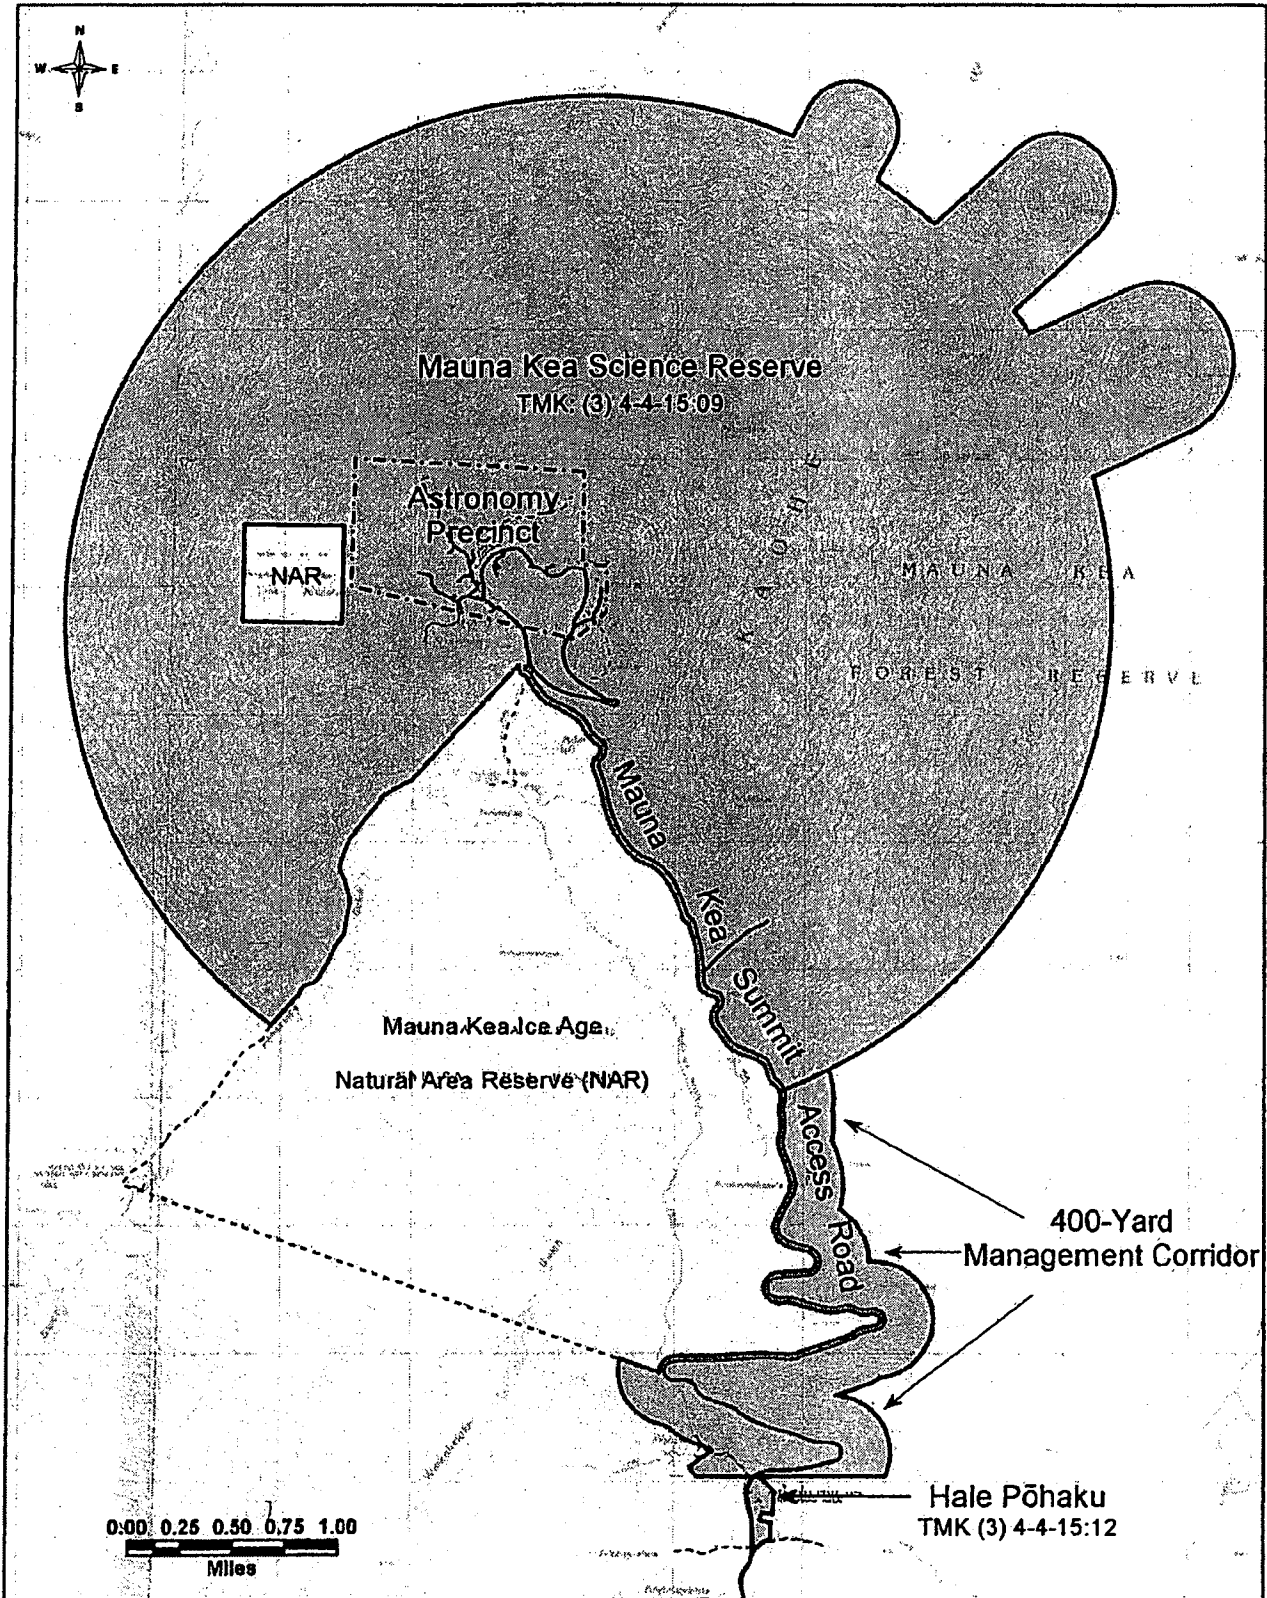 N
W E
S
Mauna Kea Science Reserve
TMK: (3) 4-4-15:09
KAOHE
Astronomy
Precinct
NAR
MAUNA KEA
FOREST RESERVE
Mauna
Kea
Summit
Access
Road
Mauna Kea Ice Age
Natural Area Reserve (NAR)
400-Yard
Management Corridor
Hale Pōhaku
TMK (3) 4-4-15:12
0.00 0.25 0.50 0.75 1.00
Miles